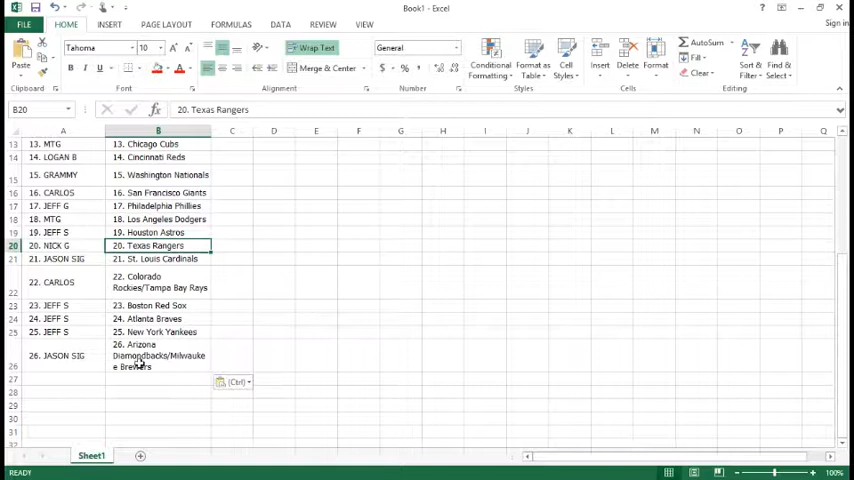 Book1 - Excel
FILE HOME INSERT PAGE LAYOUT FORMULAS DATA REVIEW VIEW Sign in
Tahoma 10 Wrap Text General AutoSum
Fill
Paste B I U Merge & Center $ % Conditional Formatting Format as Table Cell Styles Insert Delete Format Clear Sort & Filter Find & Select
Clipboard Font Alignment Number Styles Cells Editing
B20 fx 20. Texas Rangers
A B C D E F G H I J K L M N O P Q
13 13. MTG 13. Chicago Cubs
14 14. LOGAN B 14. Cincinnati Reds
15 15. GRAMMY 15. Washington Nationals
16 16. CARLOS 16. San Francisco Giants
17 17. JEFF G 17. Philadelphia Phillies
18 18. MTG 18. Los Angeles Dodgers
19 19. JEFF S 19. Houston Astros
20 20. NICK G 20. Texas Rangers
21 21. JASON SIG 21. St. Louis Cardinals
22. Colorado
22 22. CARLOS Rockies/Tampa Bay Rays
23 23. JEFF S 23. Boston Red Sox
24 24. JEFF S 24. Atlanta Braves
25 25. JEFF S 25. New York Yankees
26. Arizona
26. JASON SIG Diamondbacks/Milwauke
26 e Brewers
27 (Ctrl)
28
29
30
31
32
Sheet1
READY 100%